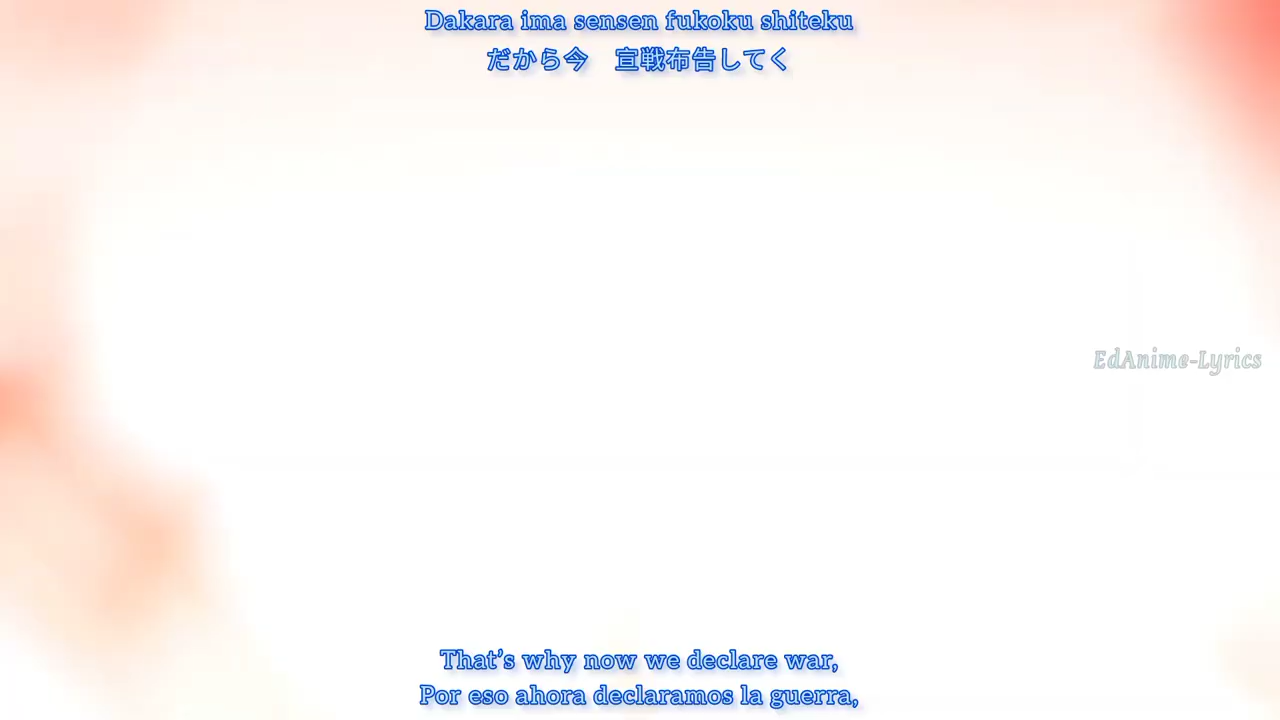 Dakara ima sensen fukoku shiteku
だから今　宣戦布告してく
EdAnime-Lyrics
That's why now we declare war,
Por eso ahora declaramos la guerra,